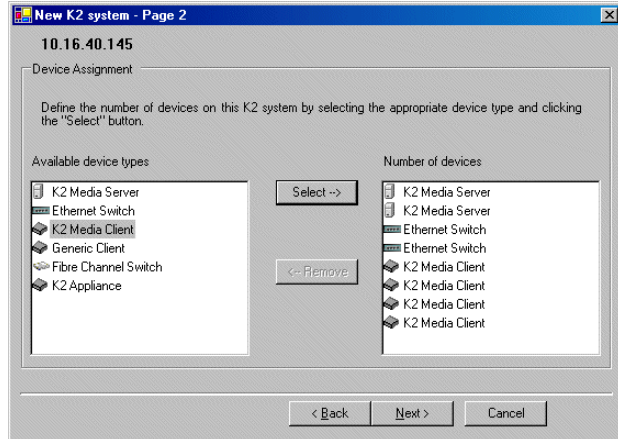 New K2 system - Page 2
10.16.40.145
Device Assignment
Define the number of devices on this K2 system by selecting the appropriate device type and clicking
the "Select" button.
Available device types
Number of devices
K2 Media Server
Ethernet Switch
K2 Media Client
Generic Client
Fibre Channel Switch
K2 Appliance
Select -->
<-- Remove
K2 Media Server
K2 Media Server
Ethernet Switch
Ethernet Switch
K2 Media Client
K2 Media Client
K2 Media Client
K2 Media Client
< Back
Next >
Cancel